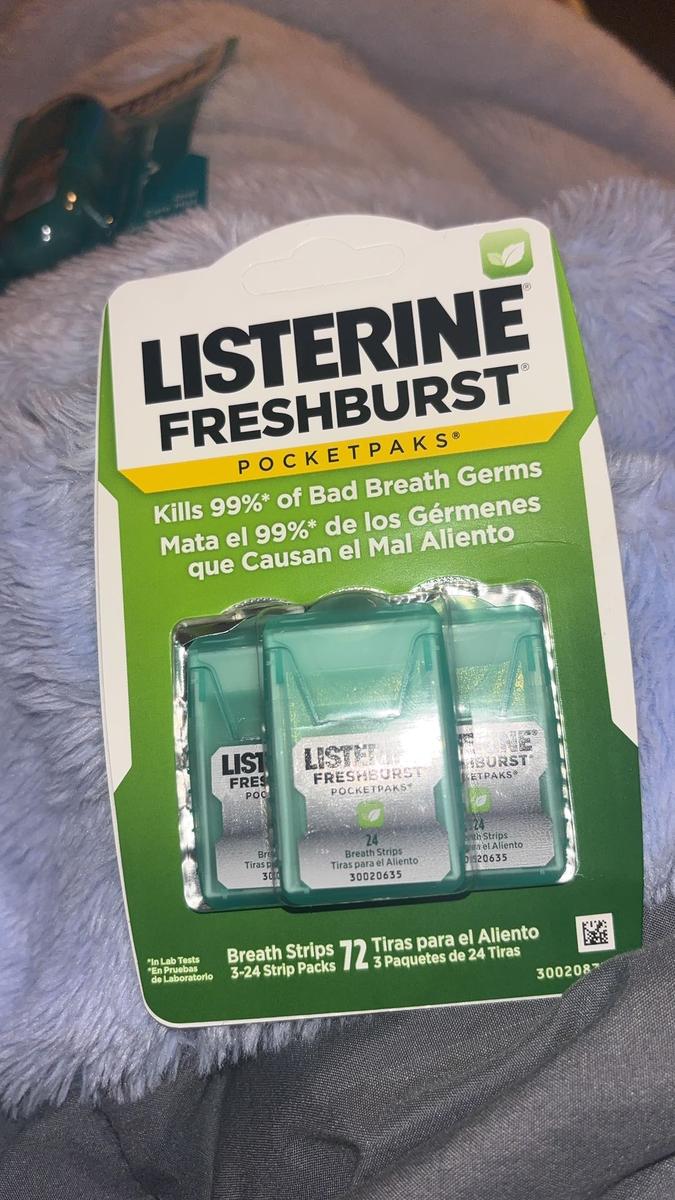 LISTERINE®
FRESHBURST®
POCKETPAKS®
Kills 99%* of Bad Breath Germs
Mata el 99%* de los Gérmenes
que Causan el Mal Aliento
LISTERINE
FRESHBURST
POCKETPAKS®
24
Breath Strips
Tiras para el Aliento
30020635
*In Lab Tests
*En Pruebas
de Laboratorio
Breath Strips 72 Tiras para el Aliento
3-24 Strip Packs 3 Paquetes de 24 Tiras